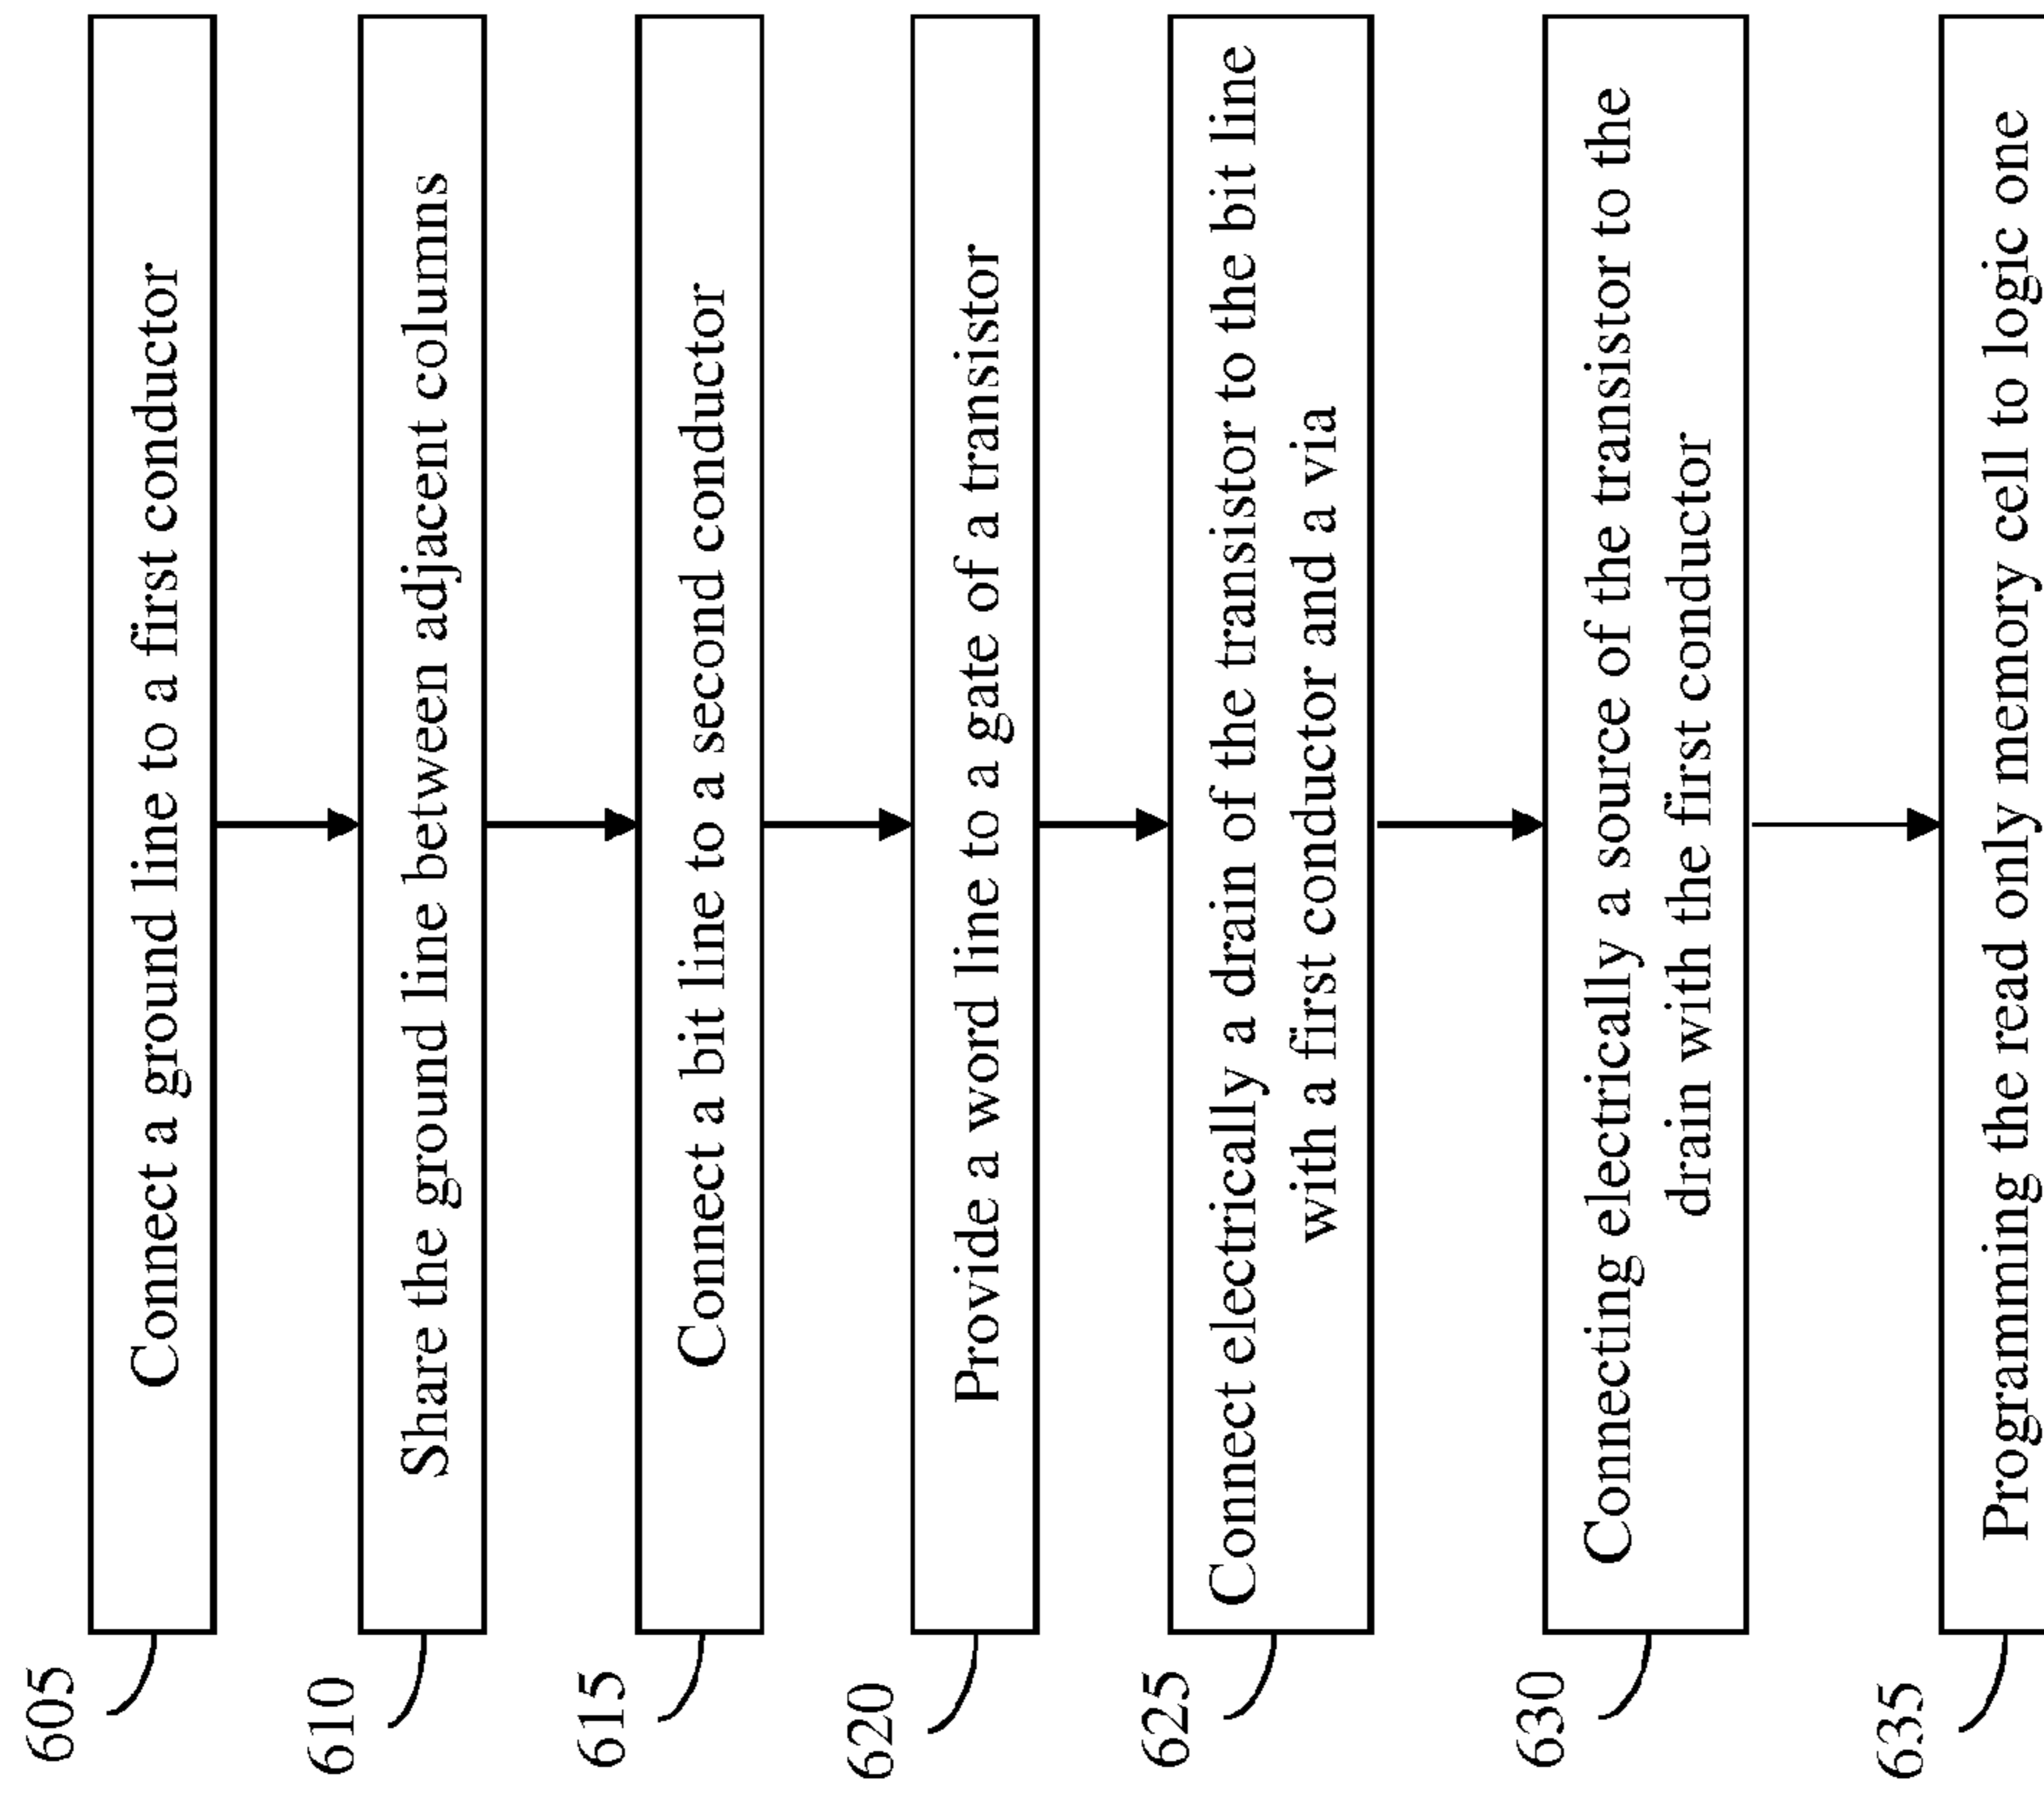 605
Connect a ground line to a first conductor
610
Share the ground line between adjacent columns
615
Connect a bit line to a second conductor
620
Provide a word line to a gate of a transistor
625
Connect electrically a drain of the transistor to the bit line
with a first conductor and a via
630
Connecting electrically a source of the transistor to the
drain with the first conductor
635
Programming the read only memory cell to logic one